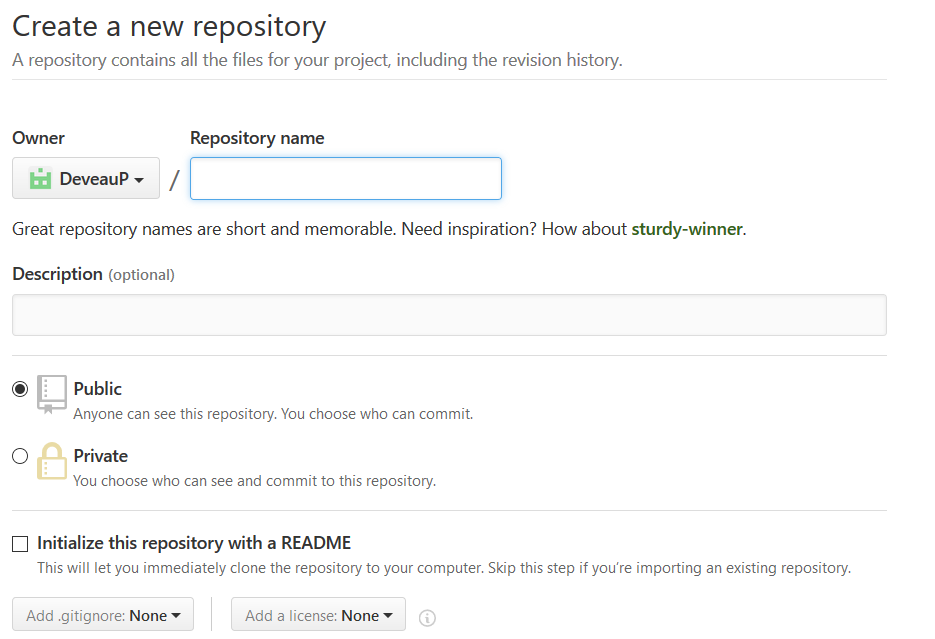 Create a new repository
A repository contains all the files for your project, including the revision history.
Owner
Repository name
DeveauP
/
Great repository names are short and memorable. Need inspiration? How about sturdy-winner.
Description (optional)
Public
Anyone can see this repository. You choose who can commit.
Private
You choose who can see and commit to this repository.
Initialize this repository with a README
This will let you immediately clone the repository to your computer. Skip this step if you’re importing an existing repository.
Add .gitignore: None
Add a license: None